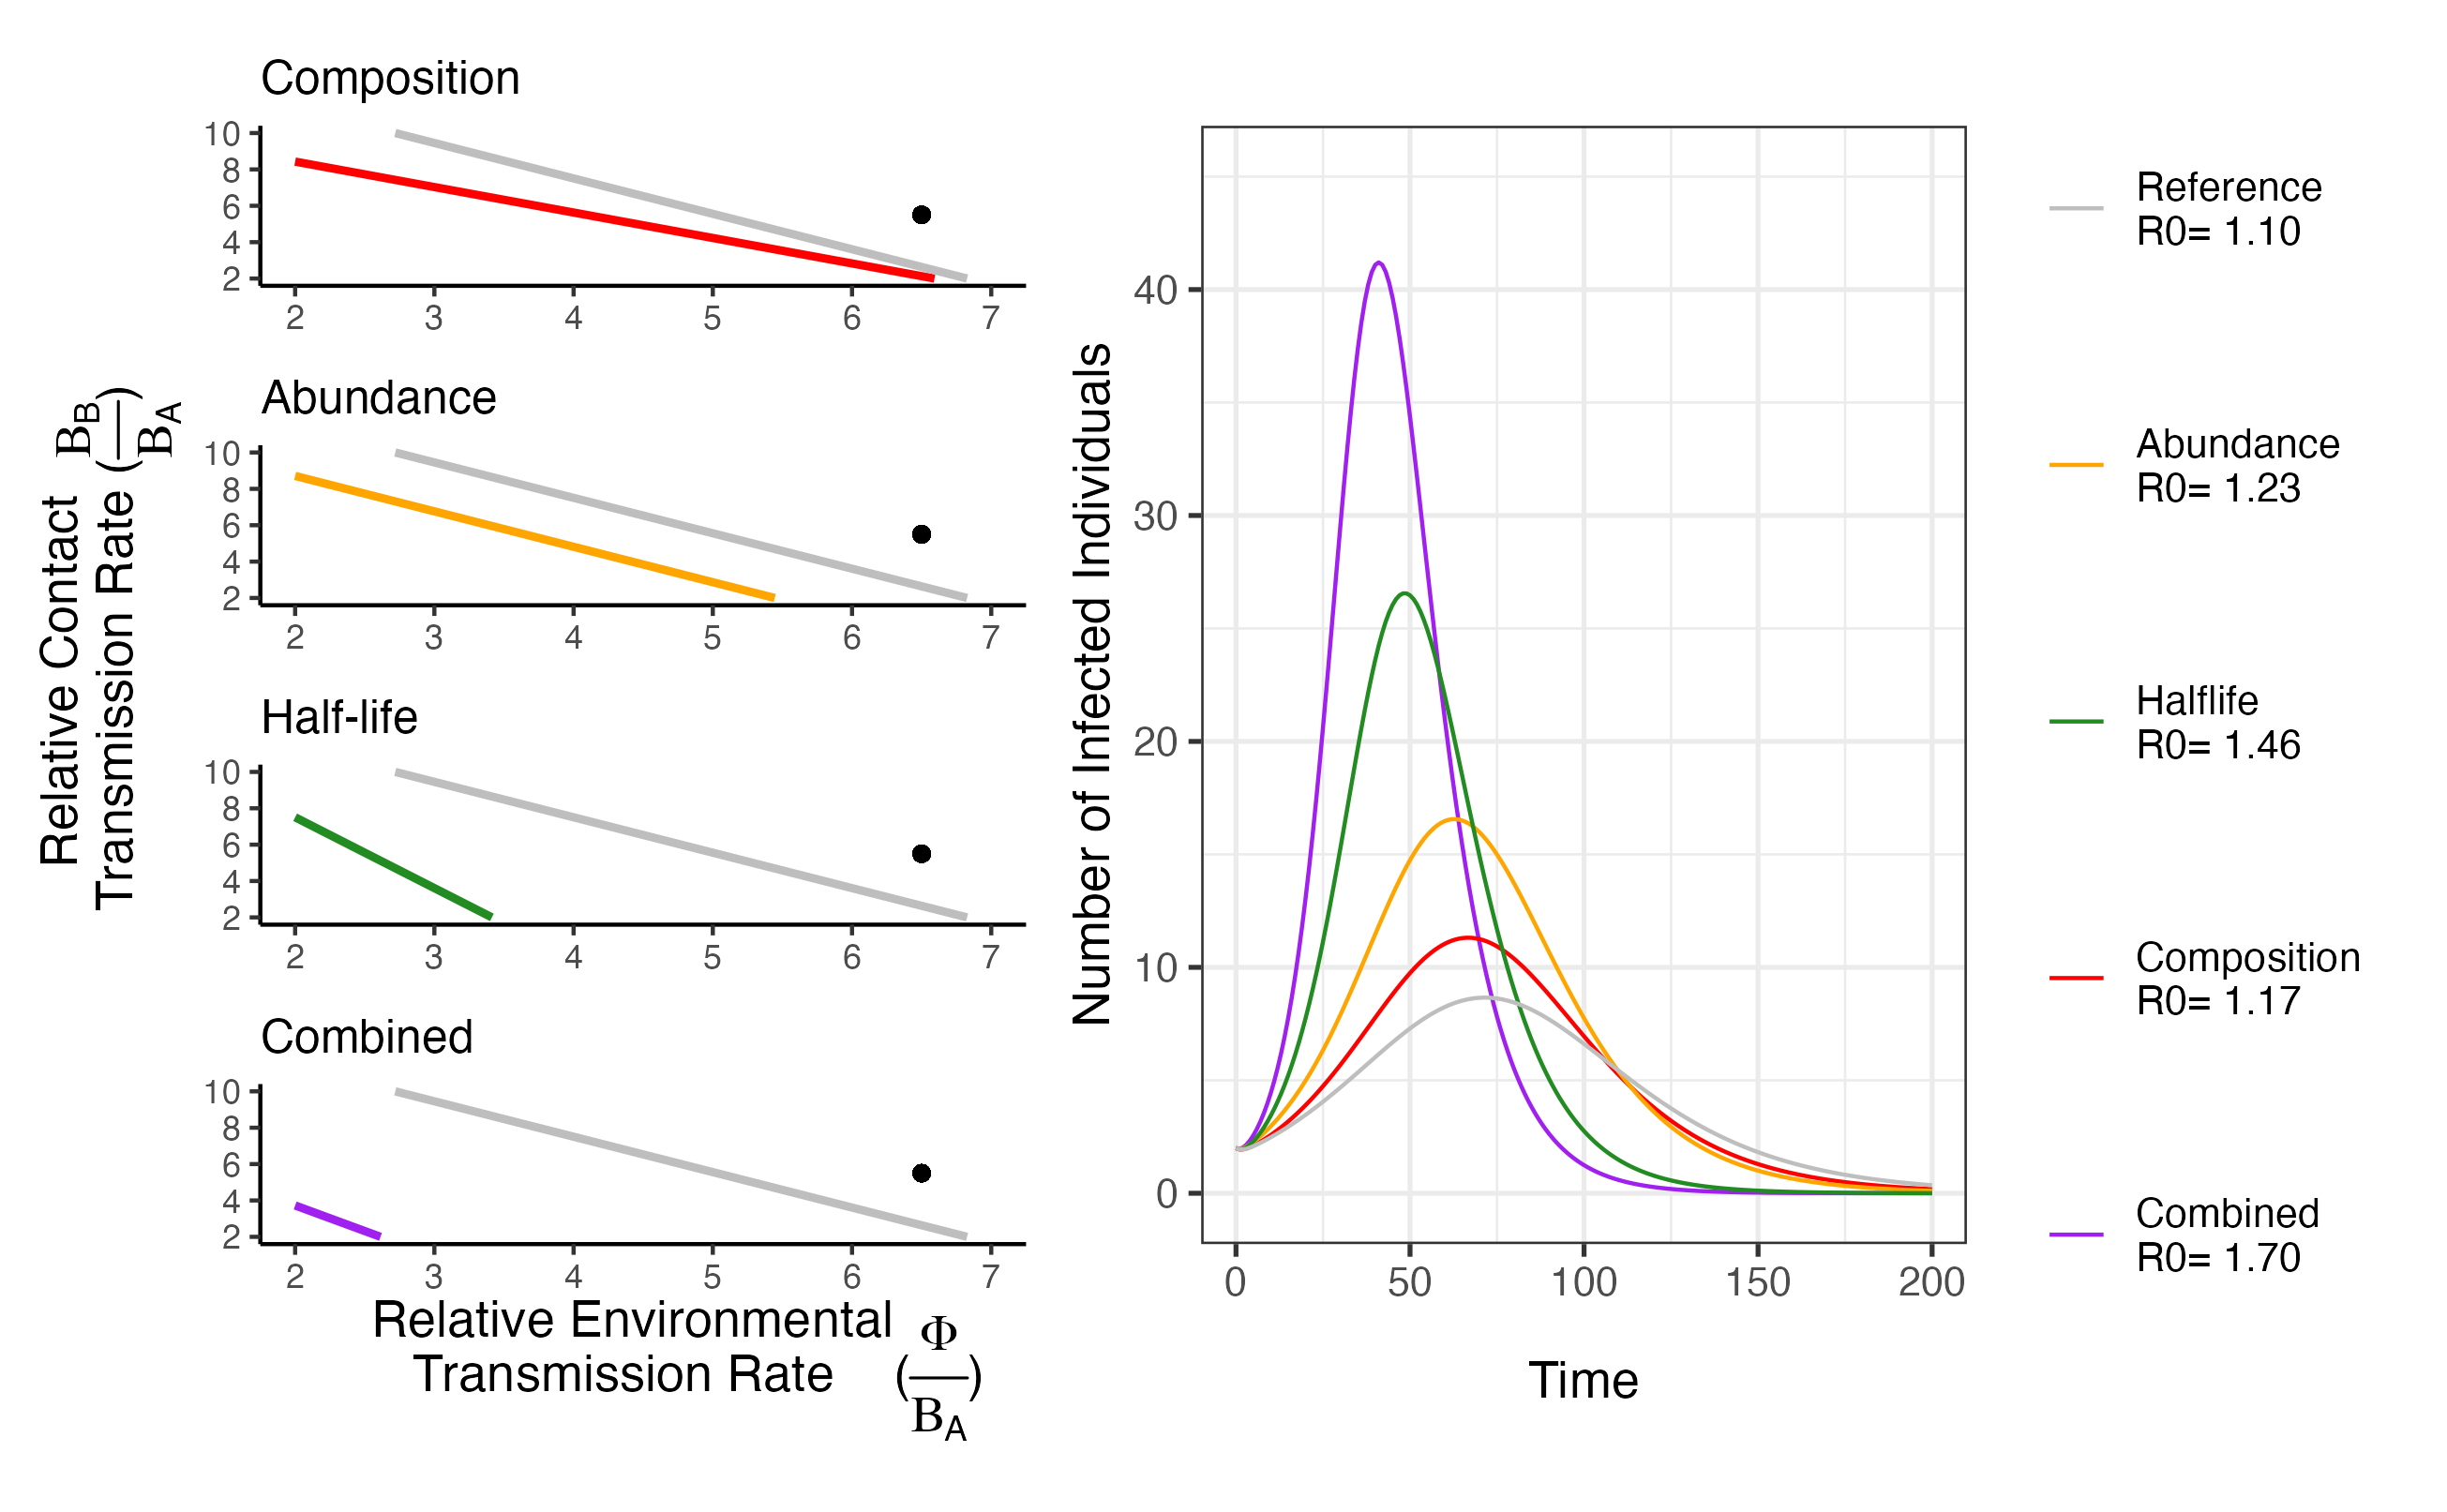 Composition
10
8
6
4
2
2 3 4 5 6 7
Abundance
10
8
6
4
2
2 3 4 5 6 7
Half-life
10
8
6
4
2
2 3 4 5 6 7
Combined
10
8
6
4
2
2 3 4 5 6 7
Relative Contact
Transmission Rate (B_B/B_A)
Relative Environmental
Transmission Rate (Φ/B_A)
Number of Infected Individuals
40
30
20
10
0
0 50 100 150 200
Time
Reference
R0= 1.10
Abundance
R0= 1.23
Halflife
R0= 1.46
Composition
R0= 1.17
Combined
R0= 1.70